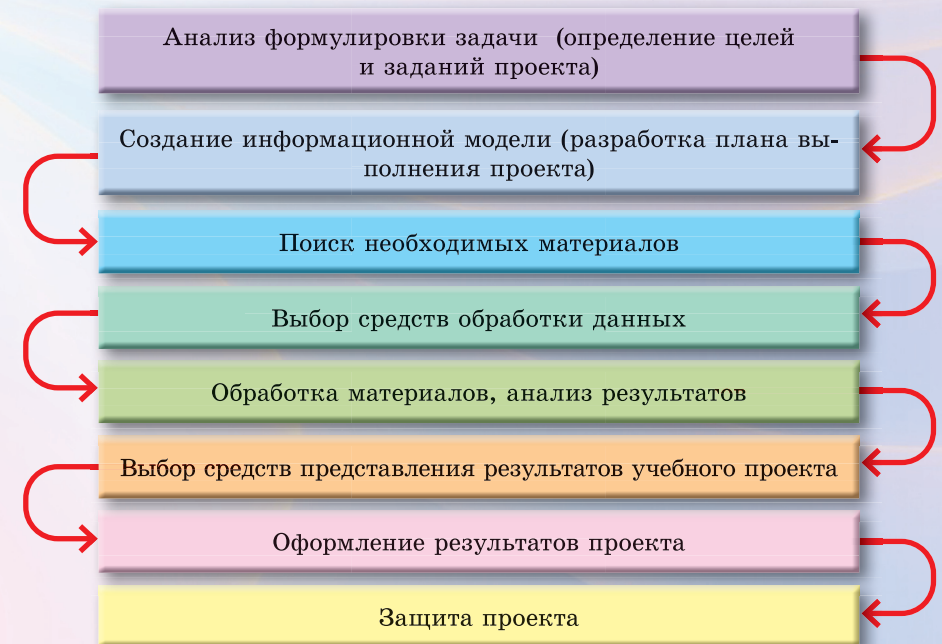 Анализ формулировки задачи (определение целей
и заданий проекта)
Создание информационной модели (разработка плана вы-
полнения проекта)
Поиск необходимых материалов
Выбор средств обработки данных
Обработка материалов, анализ результатов
Выбор средств представления результатов учебного проекта
Оформление результатов проекта
Защита проекта